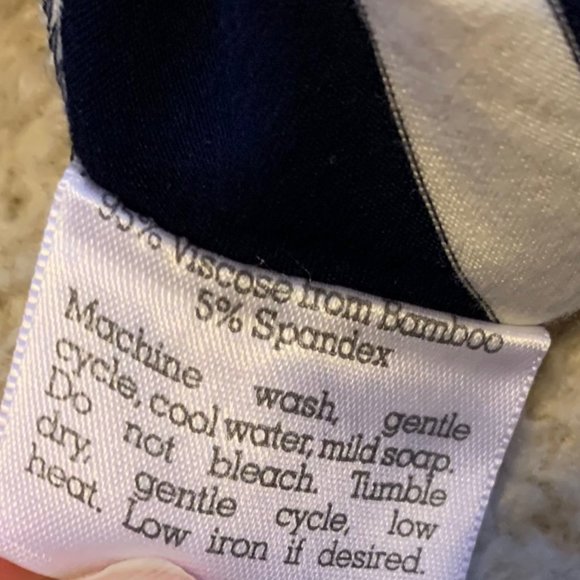 95% Viscose from Bamboo
5% Spandex
Machine wash, gentle
cycle, cool water, mild soap.
Do not bleach. Tumble
dry, gentle cycle, low
heat. Low iron if desired.